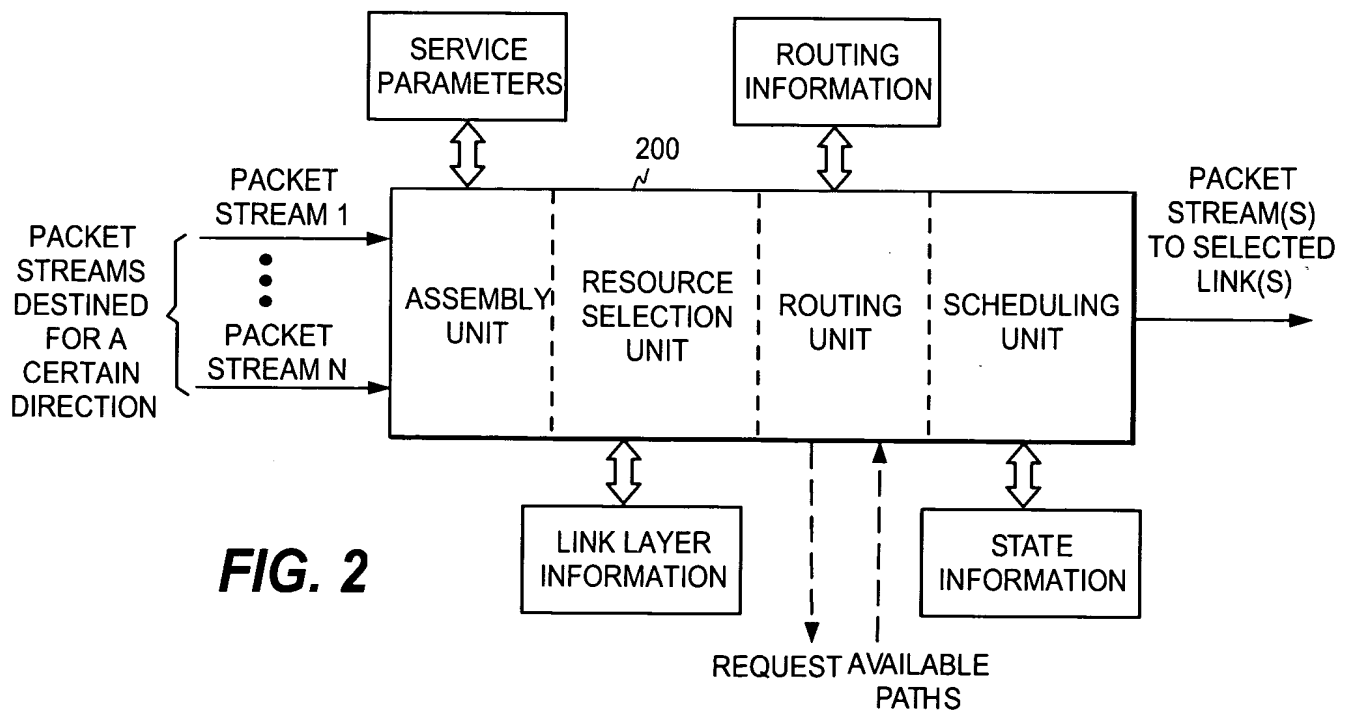 SERVICE
PARAMETERS
ROUTING
INFORMATION
200
PACKET
STREAM 1
PACKET
STREAMS
DESTINED
FOR A
CERTAIN
DIRECTION
PACKET
STREAM N
ASSEMBLY
UNIT
RESOURCE
SELECTION
UNIT
ROUTING
UNIT
SCHEDULING
UNIT
PACKET
STREAM(S)
TO SELECTED
LINK(S)
LINK LAYER
INFORMATION
STATE
INFORMATION
FIG. 2
REQUEST
AVAILABLE
PATHS